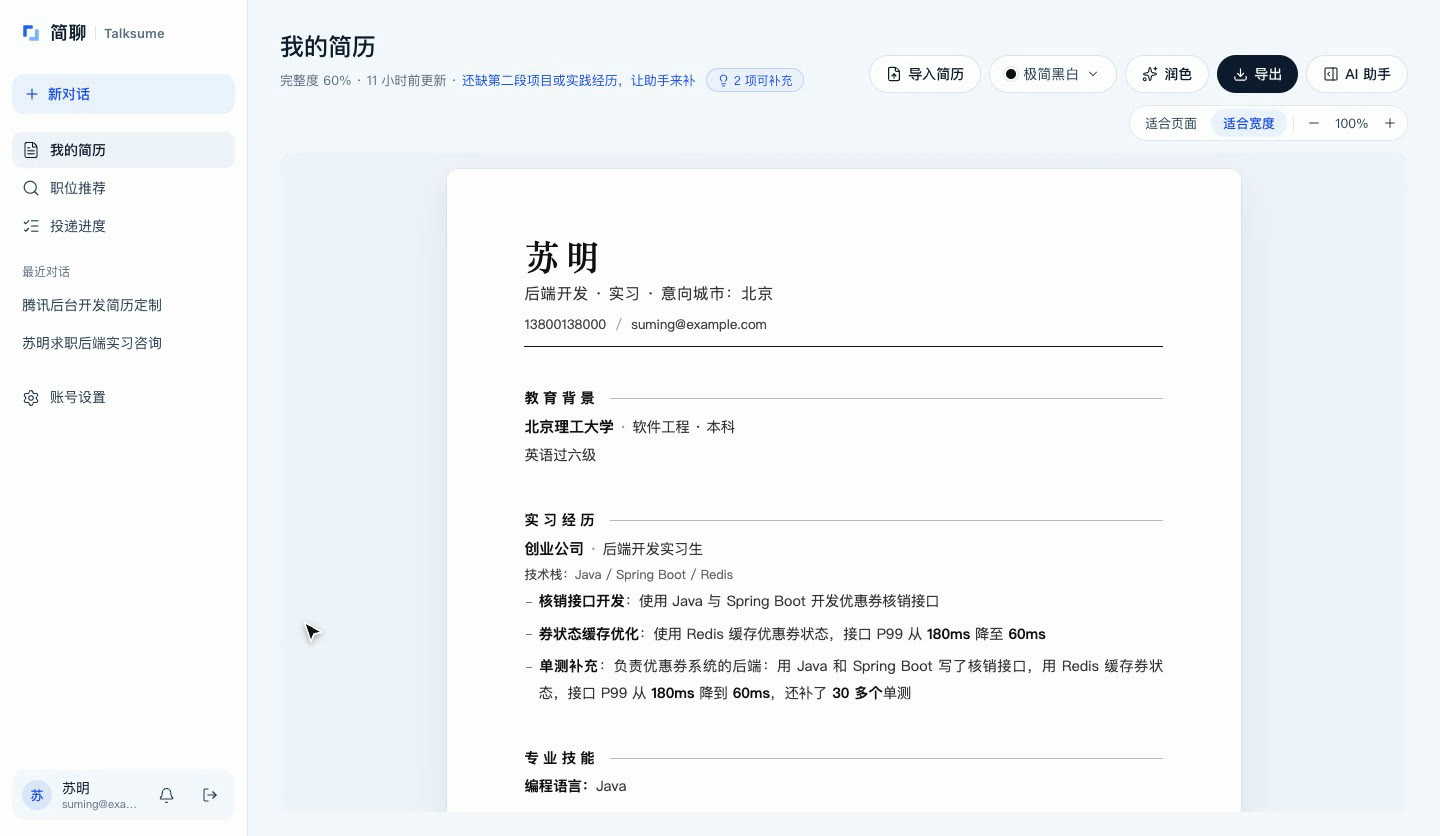 简聊 Talksume
+ 新对话
我的简历
职位推荐
投递进度
最近对话
腾讯后台开发简历定制
苏明求职后端实习咨询
账号设置
苏 苏明
suming@exa...
我的简历
完整度 60% · 11 小时前更新 · 还缺第二段项目或实践经历，让助手来补 2 项可补充
导入简历 极简黑白 润色 导出 AI 助手
适合页面 适合宽度 − 100% +
苏明
后端开发 · 实习 · 意向城市：北京
13800138000 / suming@example.com
教育背景
北京理工大学 · 软件工程 · 本科
英语过六级
实习经历
创业公司 · 后端开发实习生
技术栈：Java / Spring Boot / Redis
– 核销接口开发：使用 Java 与 Spring Boot 开发优惠券核销接口
– 券状态缓存优化：使用 Redis 缓存优惠券状态，接口 P99 从 180ms 降至 60ms
– 单测补充：负责优惠券系统的后端：用 Java 和 Spring Boot 写了核销接口，用 Redis 缓存券状
态，接口 P99 从 180ms 降到 60ms，还补了 30 多个单测
专业技能
编程语言：Java